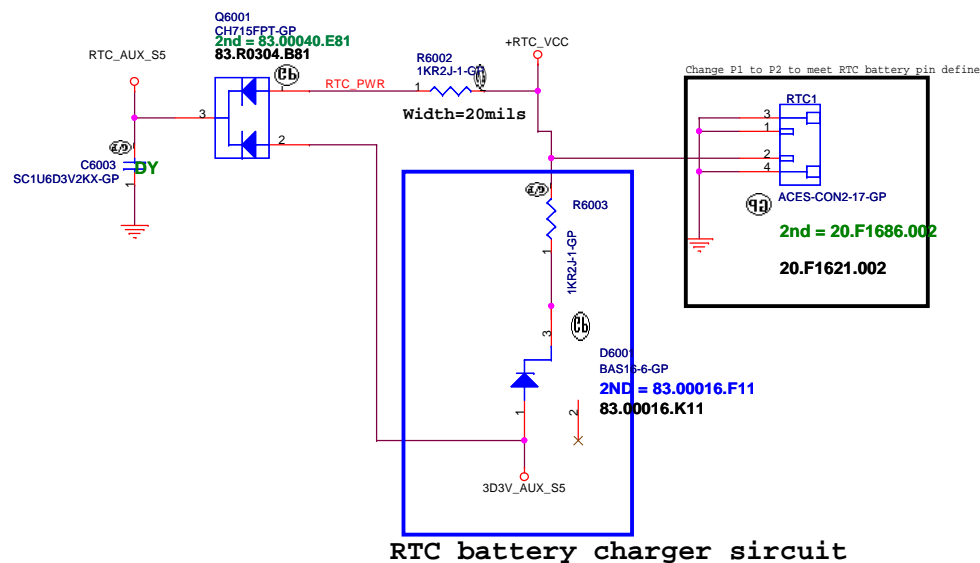 Q6001
CH715FPT-GP
2nd = 83.00040.E81
83.R0304.B81
RTC_AUX_S5
+RTC_VCC
R6002
1KR2J-1-GP
RTC_PWR
1
3
2
Width=20mils
C6003
SC1U6D3V2KX-GP
DY
1
Change P1 to P2 to meet RTC battery pin define
RTC1
3
1
2
4
ACES-CON2-17-GP
2nd = 20.F1686.002
20.F1621.002
R6003
1KR2J-1-GP
1
3
D6001
BAS16-6-GP
2ND = 83.00016.F11
83.00016.K11
1
2
3D3V_AUX_S5
RTC battery charger sircuit